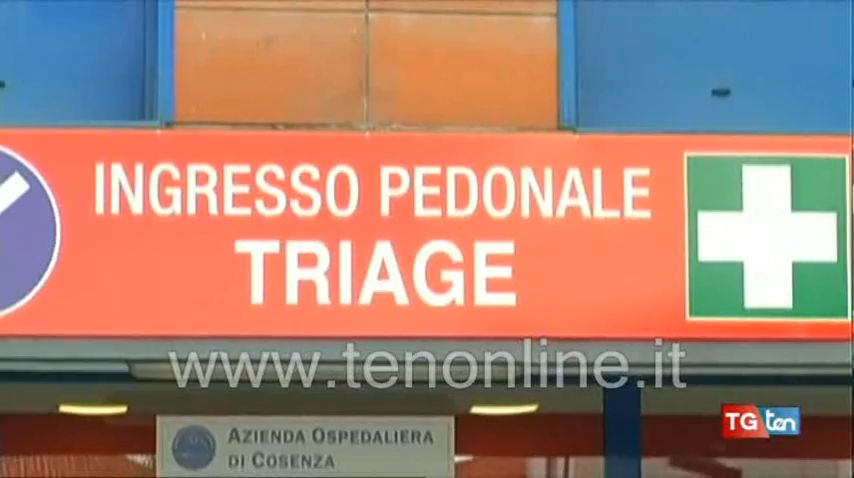 INGRESSO PEDONALE
TRIAGE
www.tenonline.it
TG ten
AZIENDA OSPEDALIERA
DI COSENZA